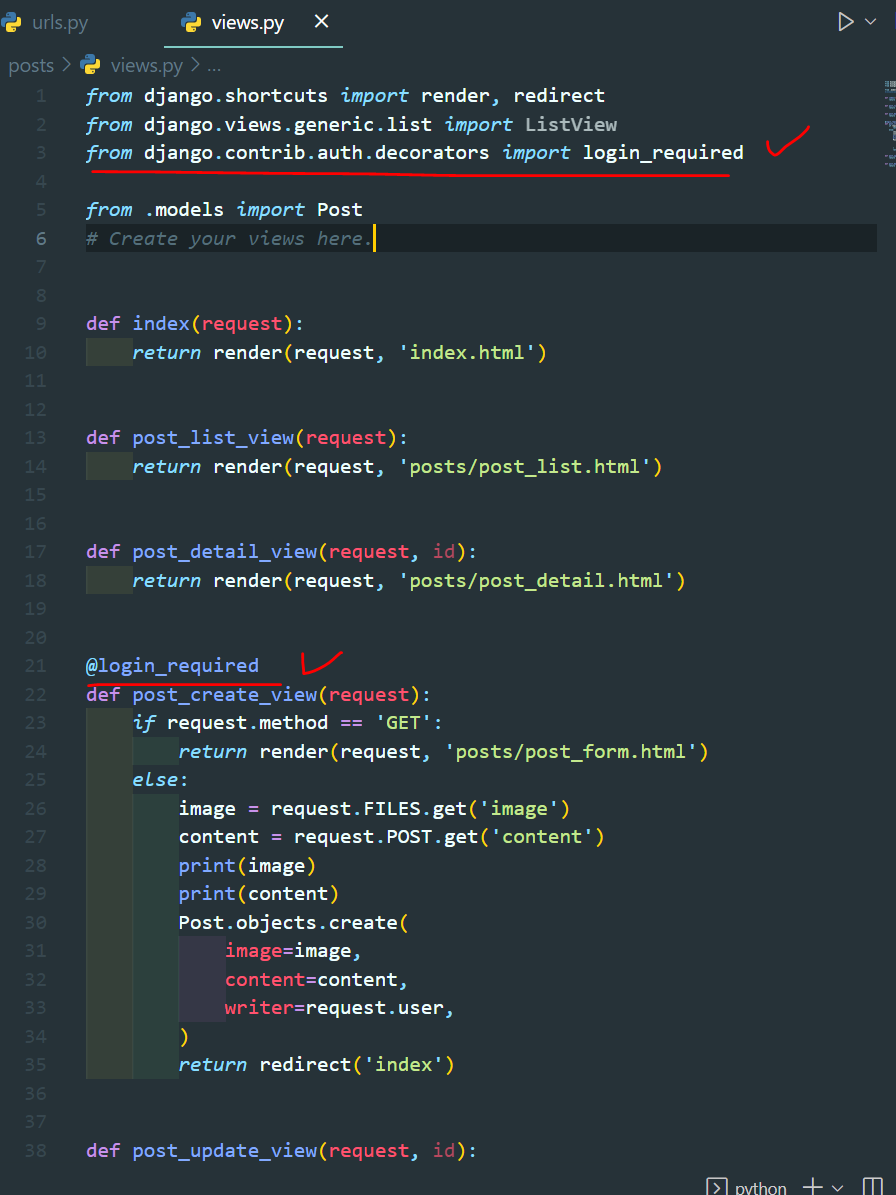 urls.py
views.py
posts > views.py > ...
1 from django.shortcuts import render, redirect
2 from django.views.generic.list import ListView
3 from django.contrib.auth.decorators import login_required
4
5 from .models import Post
6 # Create your views here.
7
8
9 def index(request):
10 return render(request, 'index.html')
11
12
13 def post_list_view(request):
14 return render(request, 'posts/post_list.html')
15
16
17 def post_detail_view(request, id):
18 return render(request, 'posts/post_detail.html')
19
20
21 @login_required
22 def post_create_view(request):
23 if request.method == 'GET':
24 return render(request, 'posts/post_form.html')
25 else:
26 image = request.FILES.get('image')
27 content = request.POST.get('content')
28 print(image)
29 print(content)
30 Post.objects.create(
31 image=image,
32 content=content,
33 writer=request.user,
34 )
35 return redirect('index')
36
37
38 def post_update_view(request, id):
python